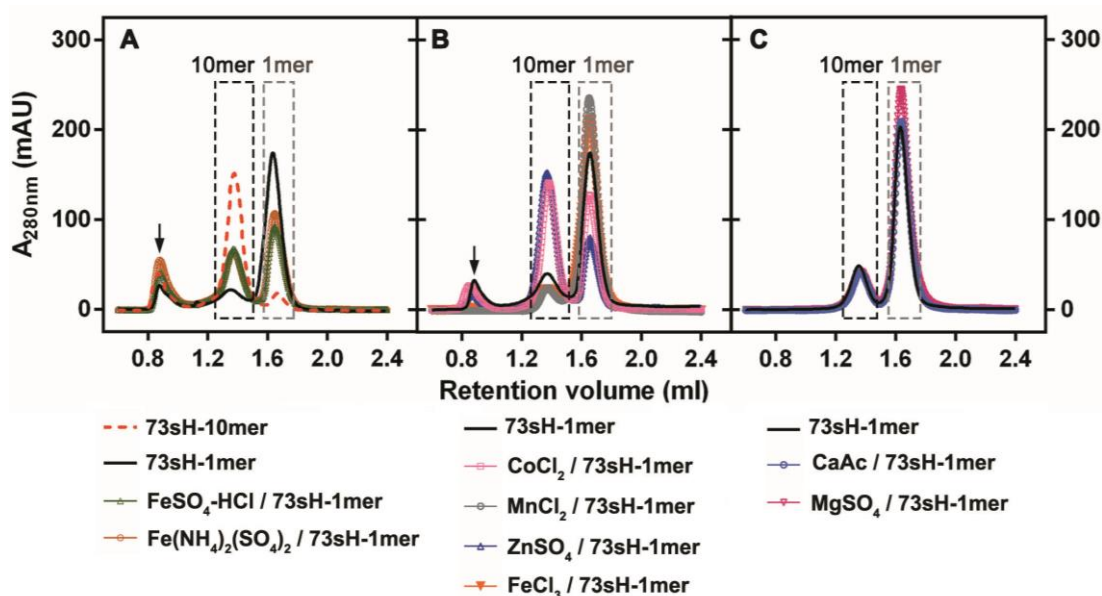 A B C
300 300
10mer 1mer 10mer 1mer 10mer 1mer
200 200
100 100
0 0
A280nm (mAU)
0.8 1.2 1.6 2.0 2.4 0.8 1.2 1.6 2.0 2.4 0.8 1.2 1.6 2.0 2.4
Retention volume (ml)
73sH-10mer
73sH-1mer
FeSO4-HCl / 73sH-1mer
Fe(NH4)2(SO4)2 / 73sH-1mer
73sH-1mer
CoCl2 / 73sH-1mer
MnCl2 / 73sH-1mer
ZnSO4 / 73sH-1mer
FeCl3 / 73sH-1mer
73sH-1mer
CaAc / 73sH-1mer
MgSO4 / 73sH-1mer